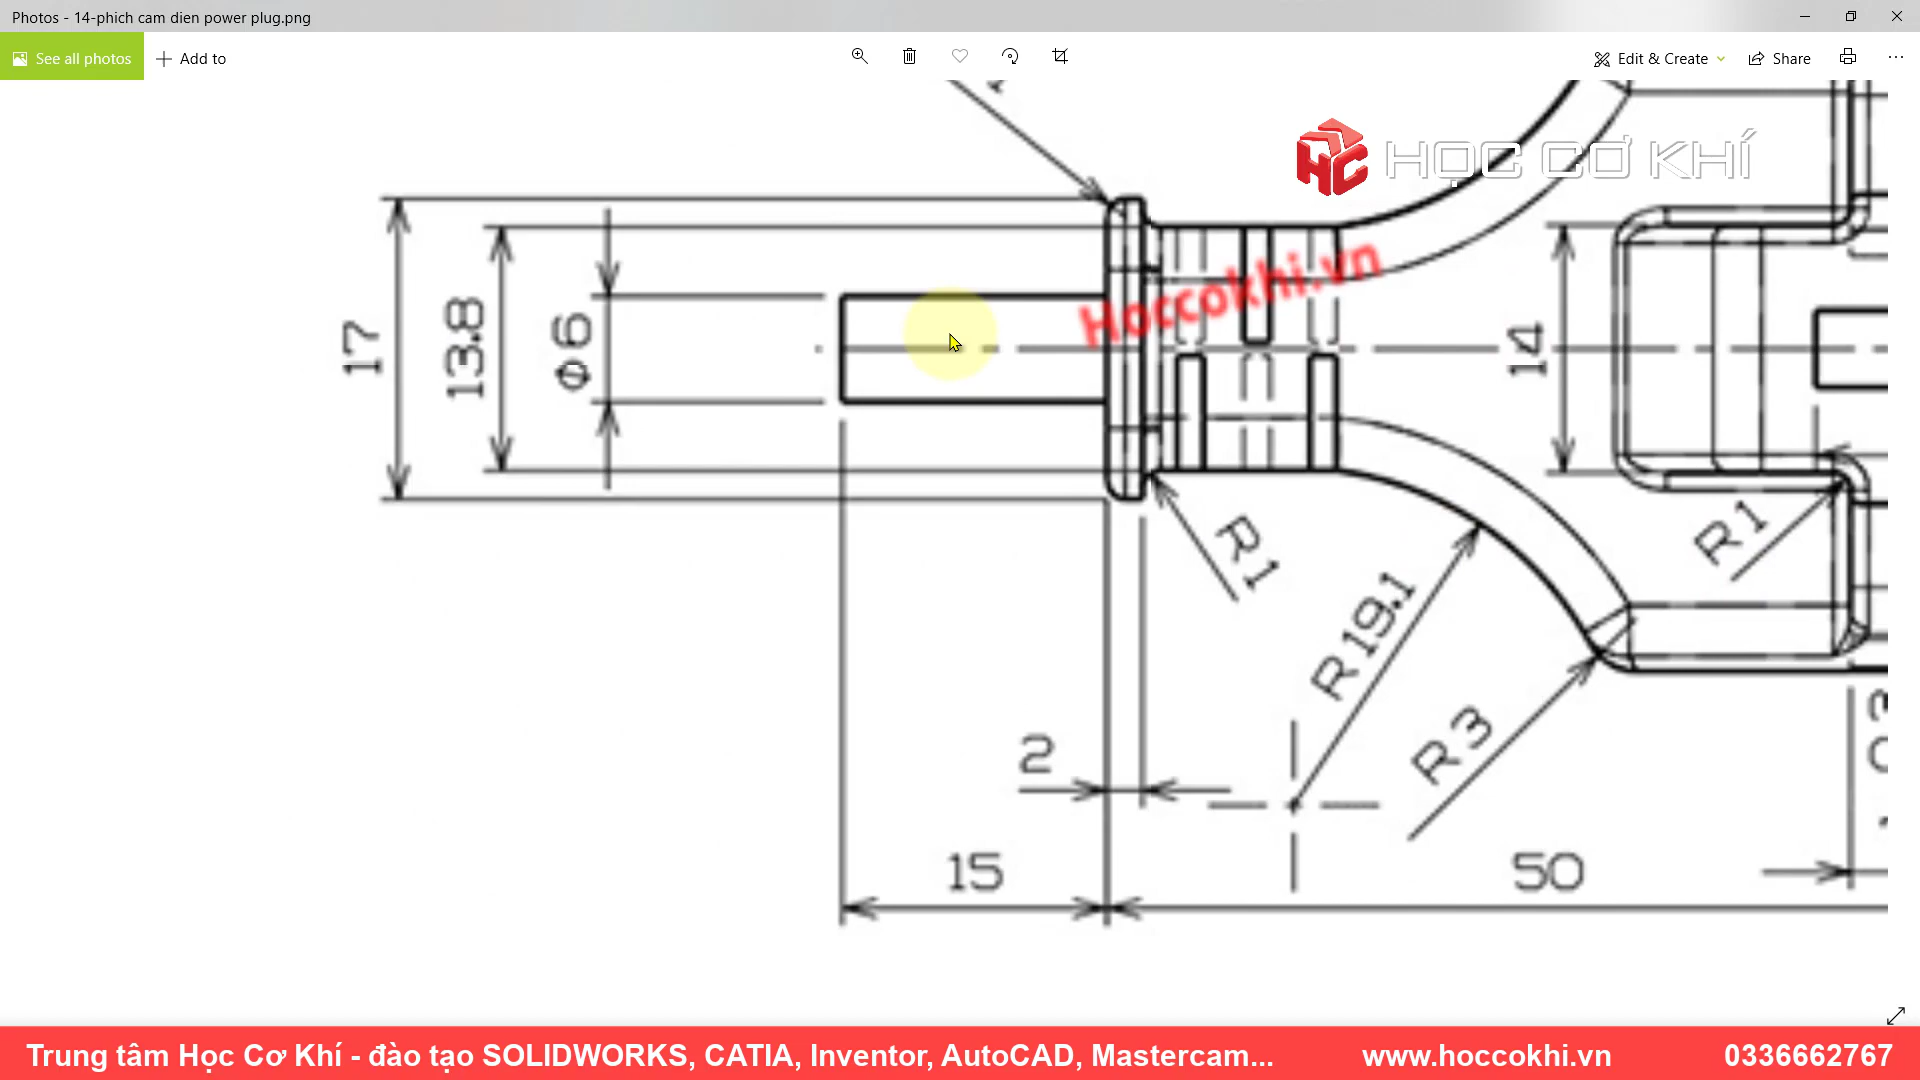 Photos - 14-phich cam dien power plug.png
See all photos
Add to
Edit & Create
Share
HỌC CƠ KHÍ
Hoccokhi.vn
17
13.8
Φ6
14
R1
R1
R19.1
R3
2
15
50
Trung tâm Học Cơ Khí - đào tạo SOLIDWORKS, CATIA, Inventor, AutoCAD, Mastercam... www.hoccokhi.vn 0336662767